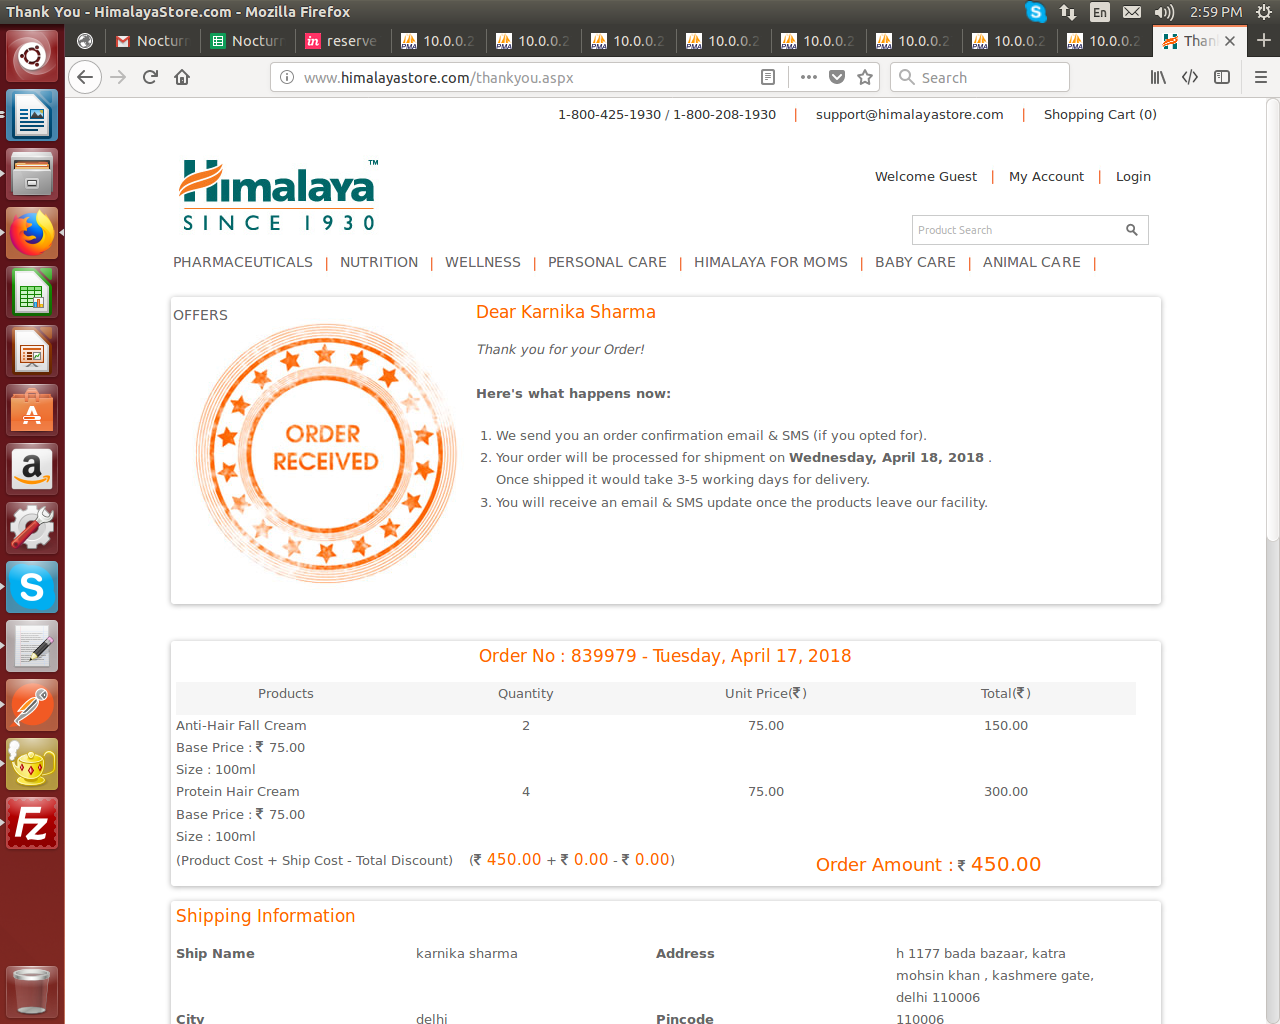 Thank You - HimalayaStore.com - Mozilla Firefox
En
2:59 PM
Noctur
Noctur
in reserve
PMA 10.0.0.2
PMA 10.0.0.2
PMA 10.0.0.2
PMA 10.0.0.2
PMA 10.0.0.2
PMA 10.0.0.2
PMA 10.0.0.2
PMA 10.0.0.2
Than
www.himalayastore.com/thankyou.aspx
Search
1-800-425-1930 / 1-800-208-1930 | support@himalayastore.com | Shopping Cart (0)
Himalaya™
SINCE 1930
Welcome Guest | My Account | Login
Product Search
PHARMACEUTICALS | NUTRITION | WELLNESS | PERSONAL CARE | HIMALAYA FOR MOMS | BABY CARE | ANIMAL CARE |
OFFERS
ORDER
RECEIVED
Dear Karnika Sharma
Thank you for your Order!
Here's what happens now:
1. We send you an order confirmation email & SMS (if you opted for).
2. Your order will be processed for shipment on Wednesday, April 18, 2018 .
Once shipped it would take 3-5 working days for delivery.
3. You will receive an email & SMS update once the products leave our facility.
Order No : 839979 - Tuesday, April 17, 2018
Products Quantity Unit Price(₹) Total(₹)
Anti-Hair Fall Cream 2 75.00 150.00
Base Price : ₹ 75.00
Size : 100ml
Protein Hair Cream 4 75.00 300.00
Base Price : ₹ 75.00
Size : 100ml
(Product Cost + Ship Cost - Total Discount) (₹ 450.00 + ₹ 0.00 - ₹ 0.00)
Order Amount : ₹ 450.00
Shipping Information
Ship Name karnika sharma Address h 1177 bada bazaar, katra
mohsin khan , kashmere gate,
delhi 110006
City delhi Pincode 110006